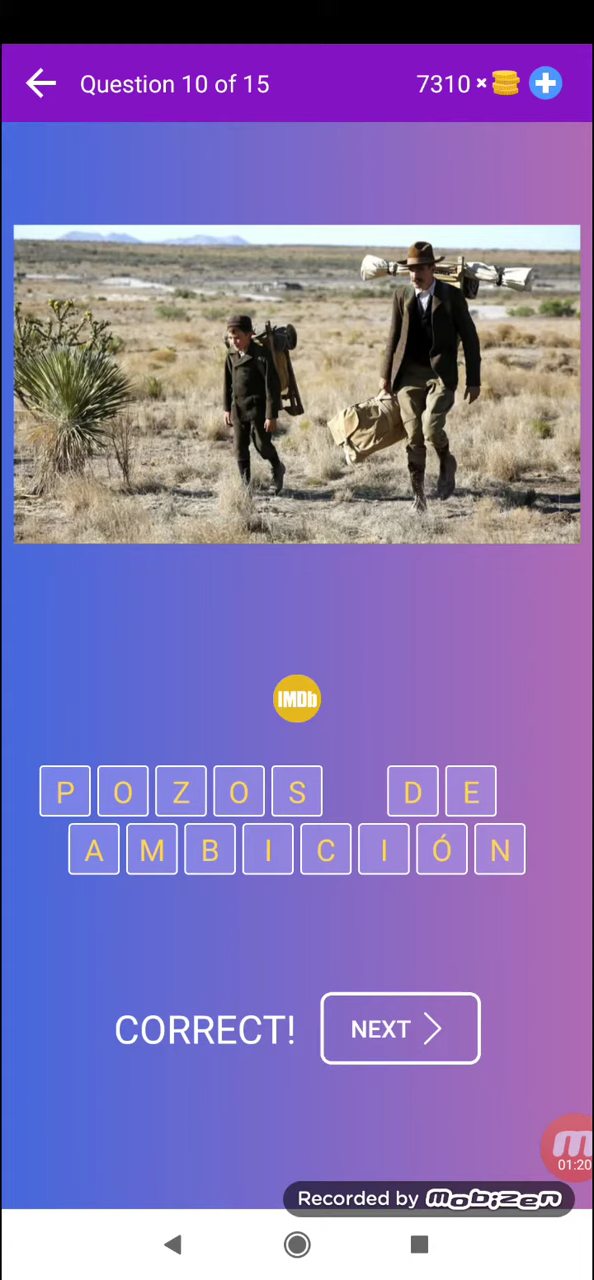 Question 10 of 15
7310 ×
IMDb
POZOS DE
AMBICIÓN
CORRECT!
NEXT
01:20
Recorded by mobizen